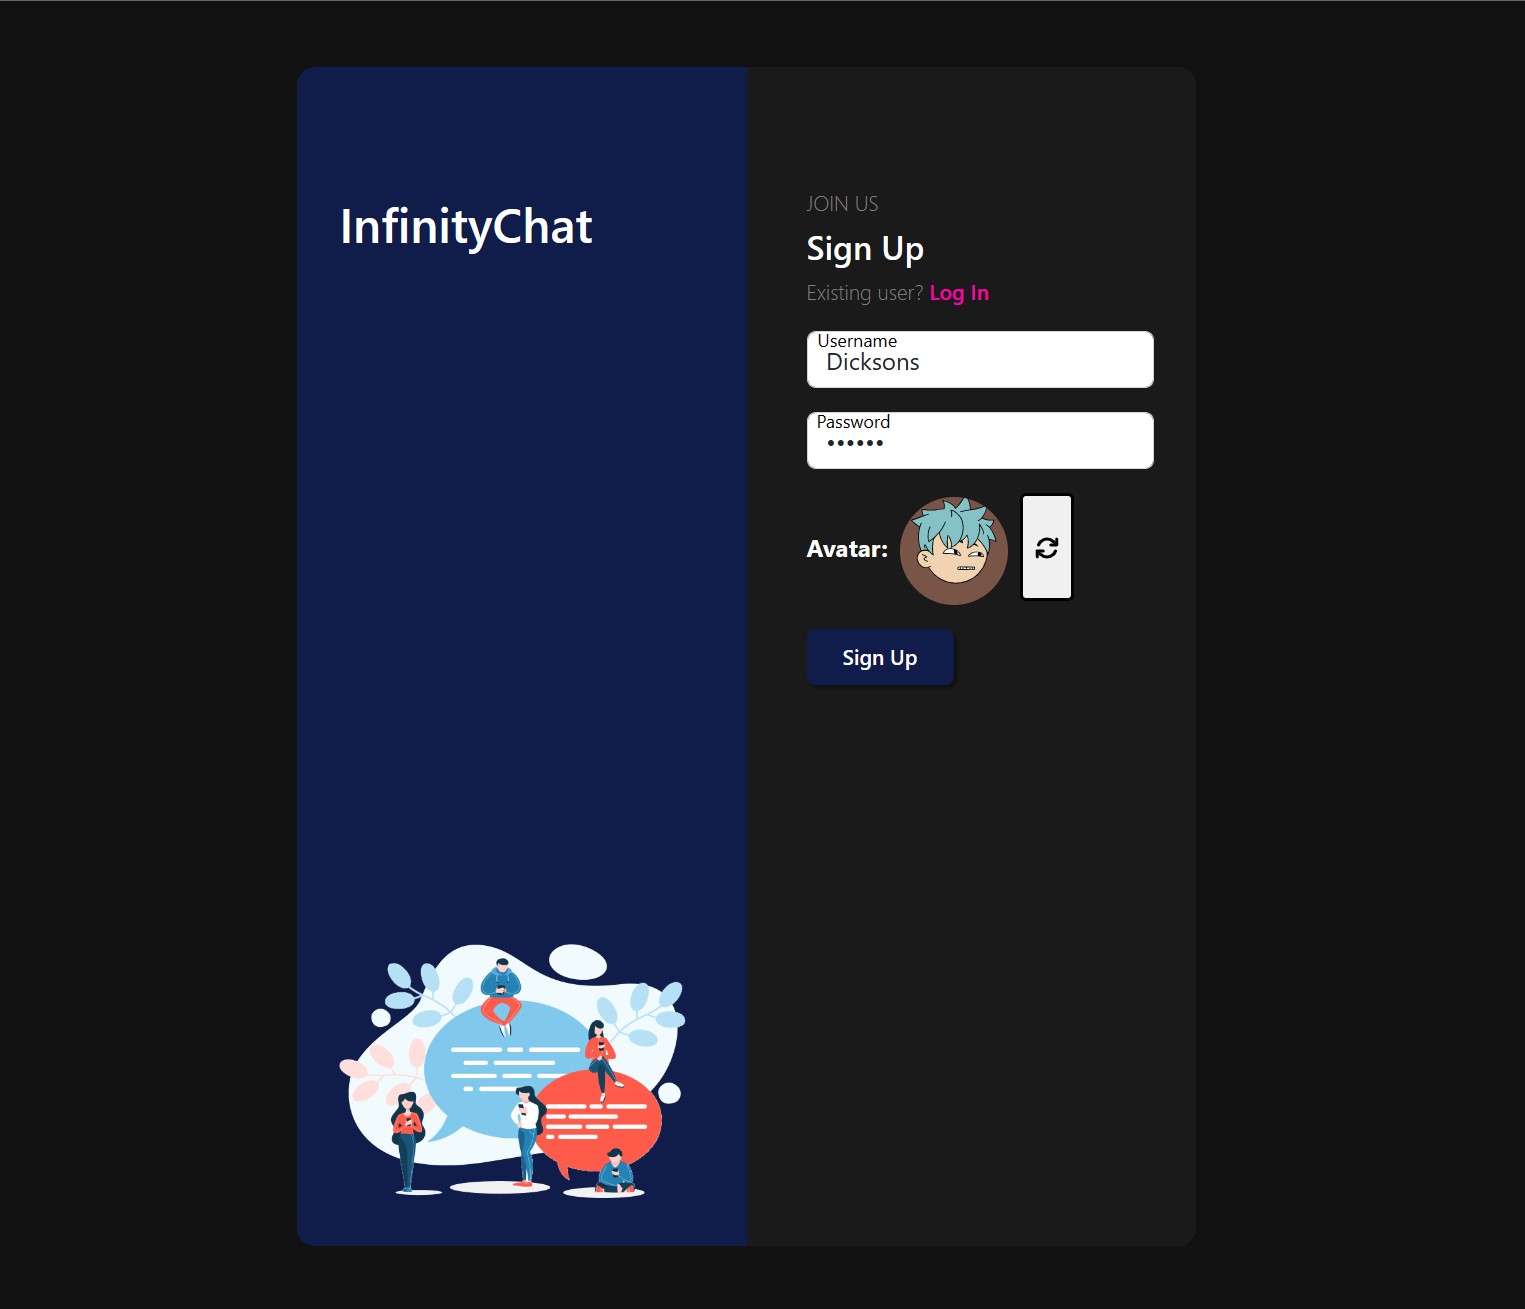 InfinityChat
JOIN US
Sign Up
Existing user? Log In
Username
Dicksons
Password
••••••
Avatar:
Sign Up